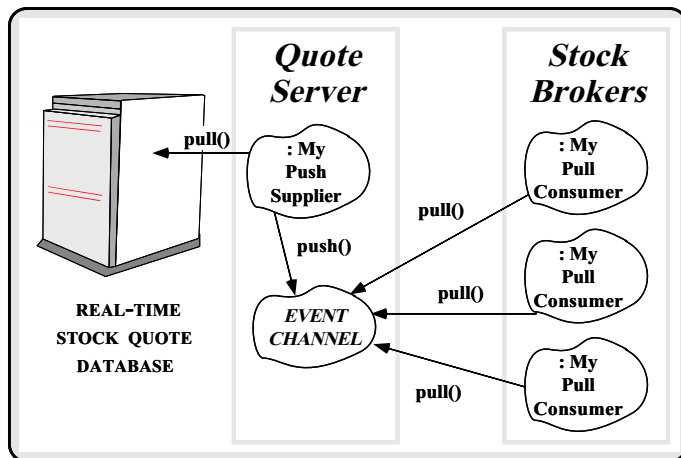 Quote
Server
Stock
Brokers
pull()
: My
Push
Supplier
: My
Pull
Consumer
pull()
push()
: My
Pull
Consumer
pull()
EVENT
CHANNEL
REAL-TIME
STOCK QUOTE
DATABASE
: My
Pull
Consumer
pull()